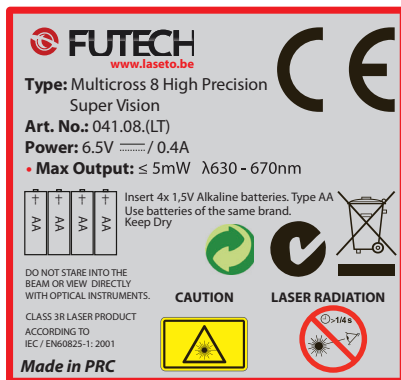 FUTECH
www.laseto.be
Type: Multicross 8 High Precision
Super Vision
Art. No.: 041.08.(LT)
Power: 6.5V ⎓ / 0.4A
• Max Output: ≤ 5mW λ630 - 670nm
Insert 4x 1,5V Alkaline batteries. Type AA
Use batteries of the same brand.
Keep Dry
AA AA AA AA
DO NOT STARE INTO THE
BEAM OR VIEW DIRECTLY
WITH OPTICAL INSTRUMENTS.
CLASS 3R LASER PRODUCT
ACCORDING TO
IEC / EN60825-1: 2001
Made in PRC
CAUTION
LASER RADIATION
>1/4 s
CE